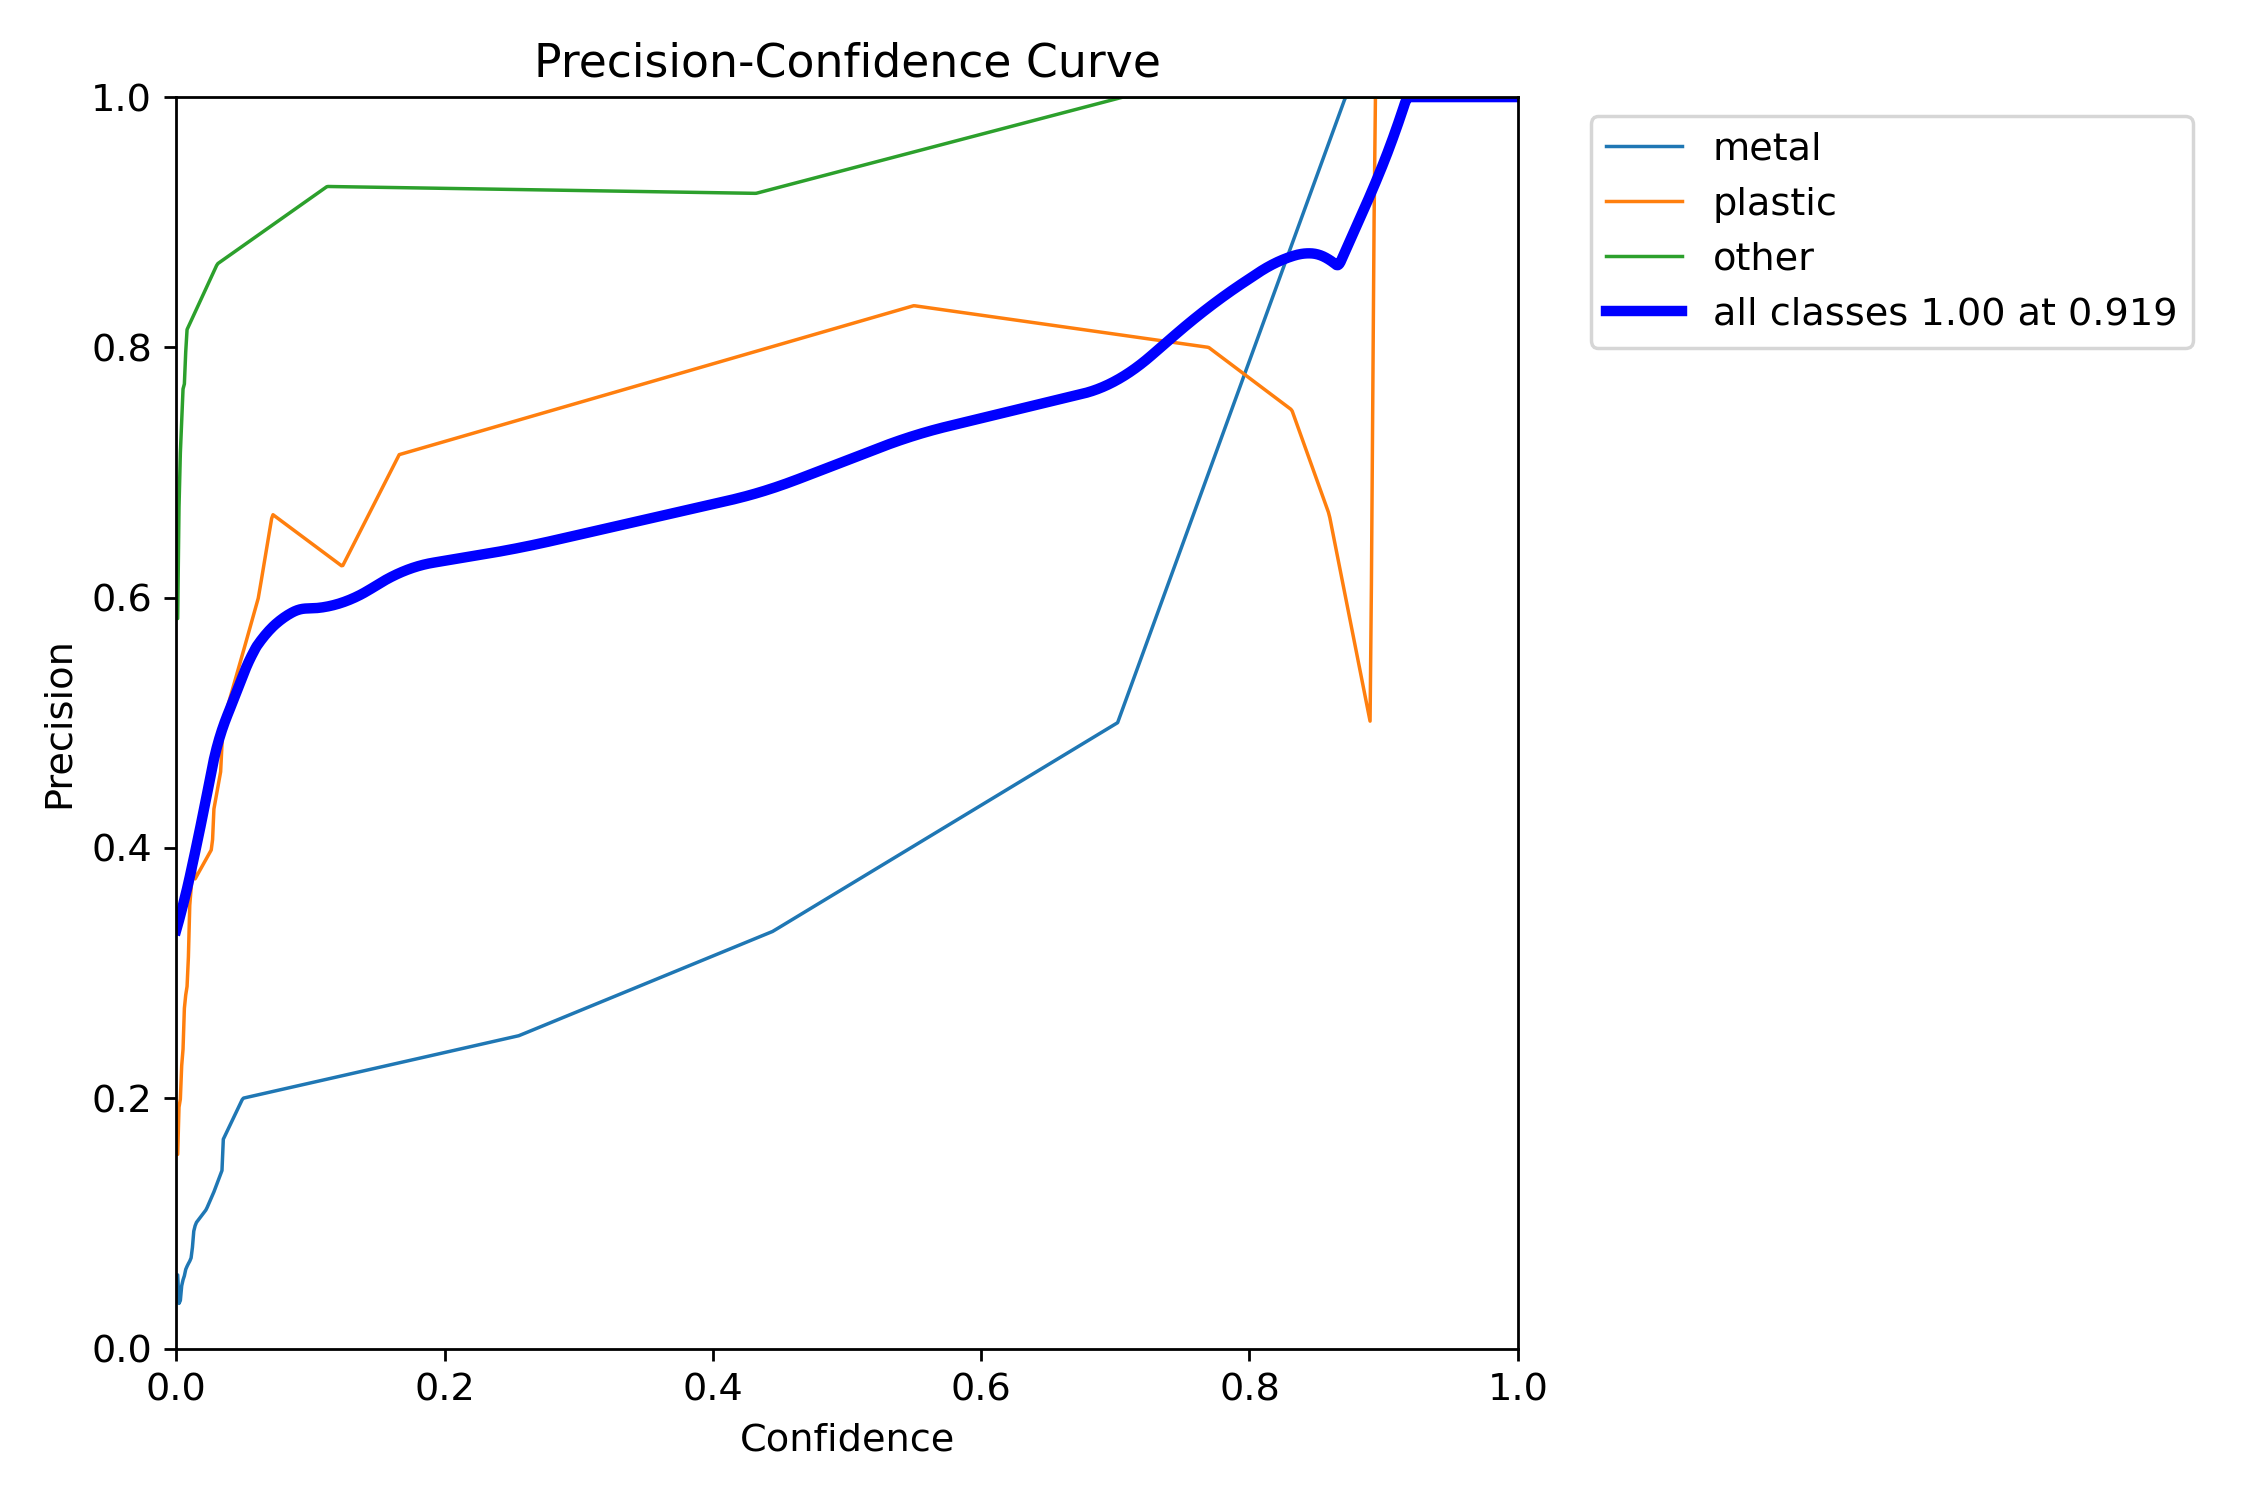 Precision-Confidence Curve
1.0
0.8
0.6
0.4
0.2
0.0
Precision
0.0 0.2 0.4 0.6 0.8 1.0
Confidence
metal
plastic
other
all classes 1.00 at 0.919